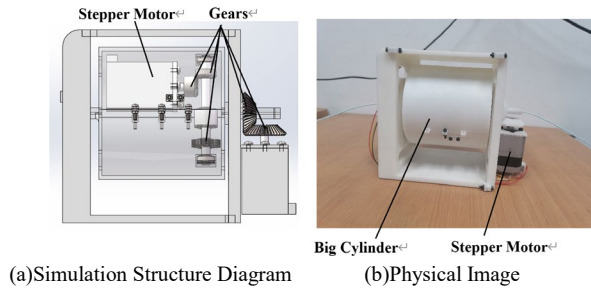 Stepper Motor↵ Gears↵
Big Cylinder↵ Stepper Motor↵
(a)Simulation Structure Diagram (b)Physical Image